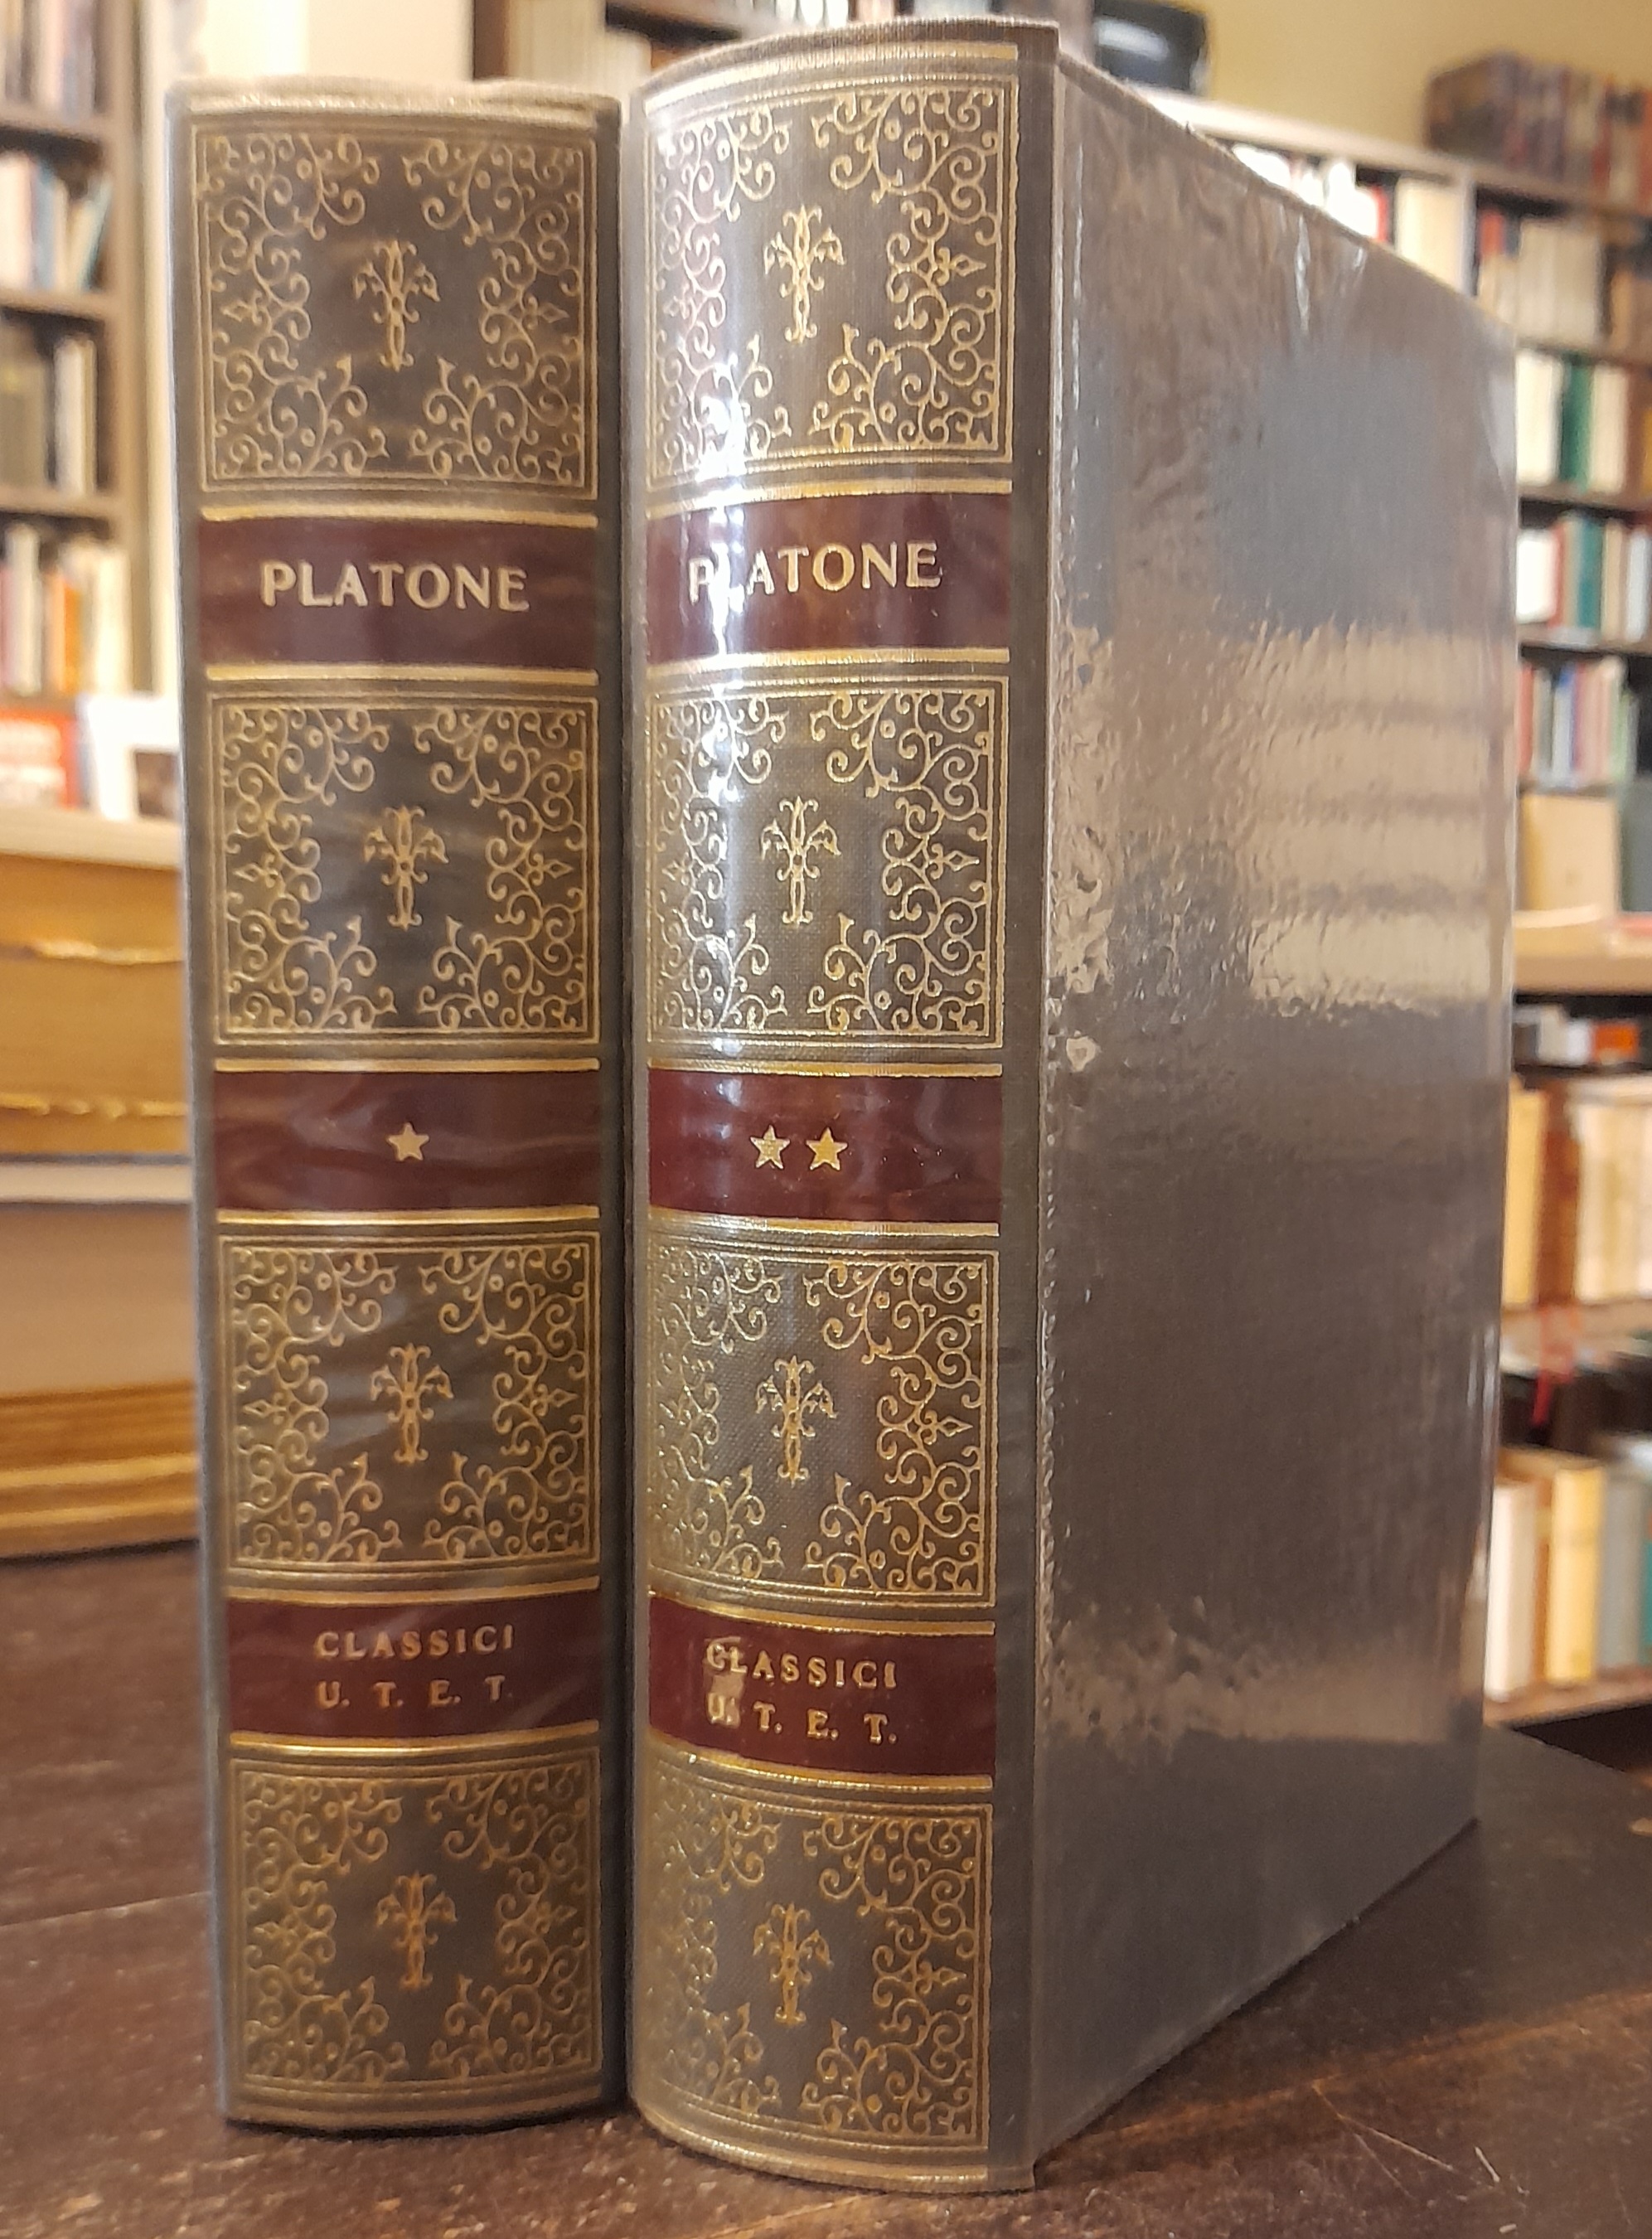 PLATONE
★
CLASSICI
U. T. E. T.
PLATONE
★★
CLASSICI
U. T. E. T.